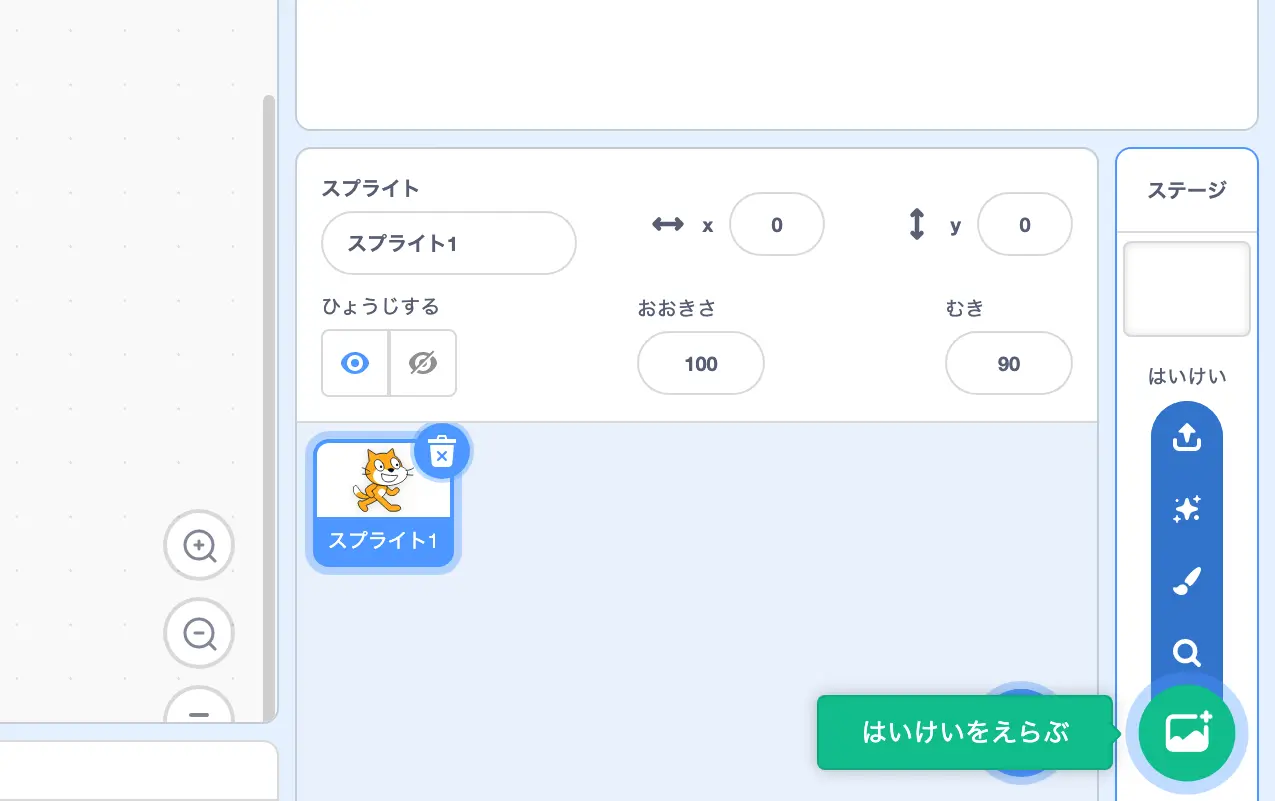 スプライト
スプライト1
x 0
y 0
ひょうじする
おおきさ
100
むき
90
スプライト1
ステージ
はいけい
はいけいをえらぶ